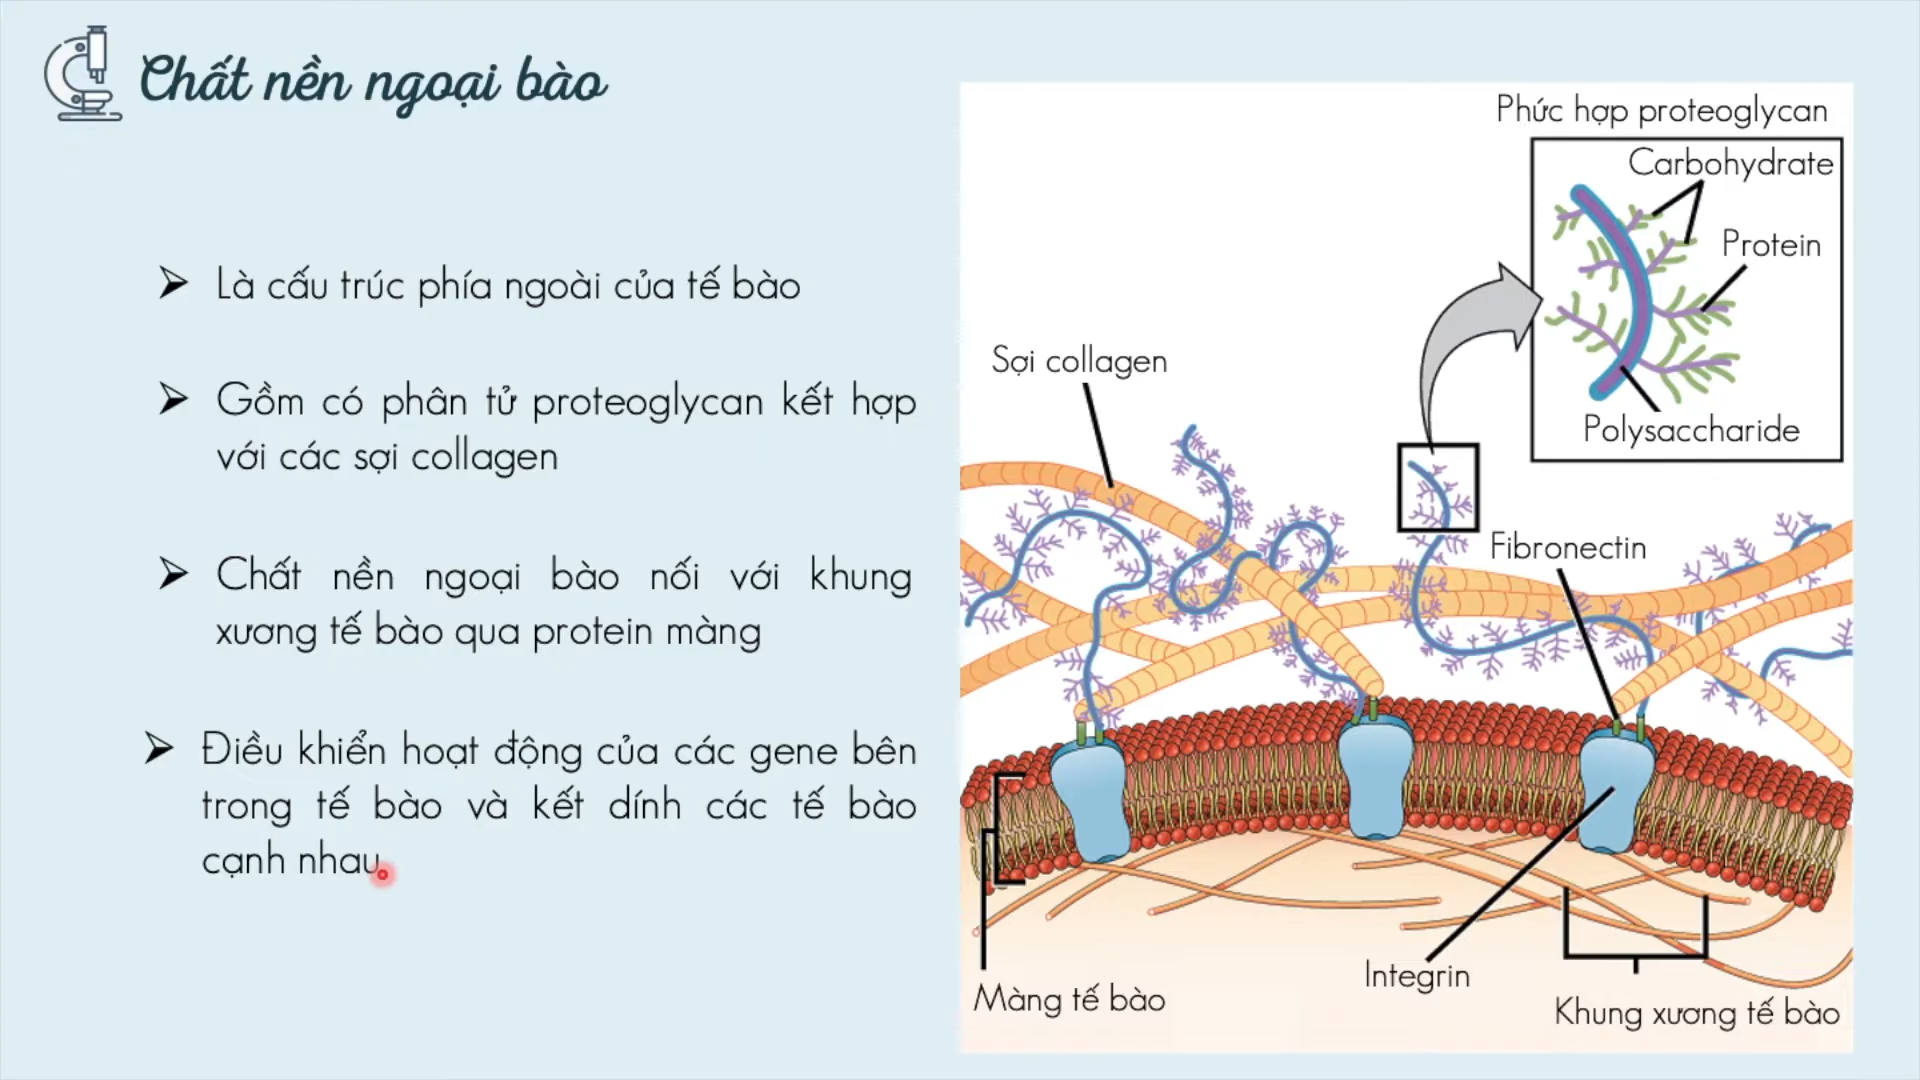 Chất nền ngoại bào
Là cấu trúc phía ngoài của tế bào
Gồm có phân tử proteoglycan kết hợp
với các sợi collagen
Chất nền ngoại bào nối với khung
xương tế bào qua protein màng
Điều khiển hoạt động của các gene bên
trong tế bào và kết dính các tế bào
cạnh nhau
Phức hợp proteoglycan
Carbohydrate
Protein
Polysaccharide
Sợi collagen
Fibronectin
Integrin
Màng tế bào
Khung xương tế bào